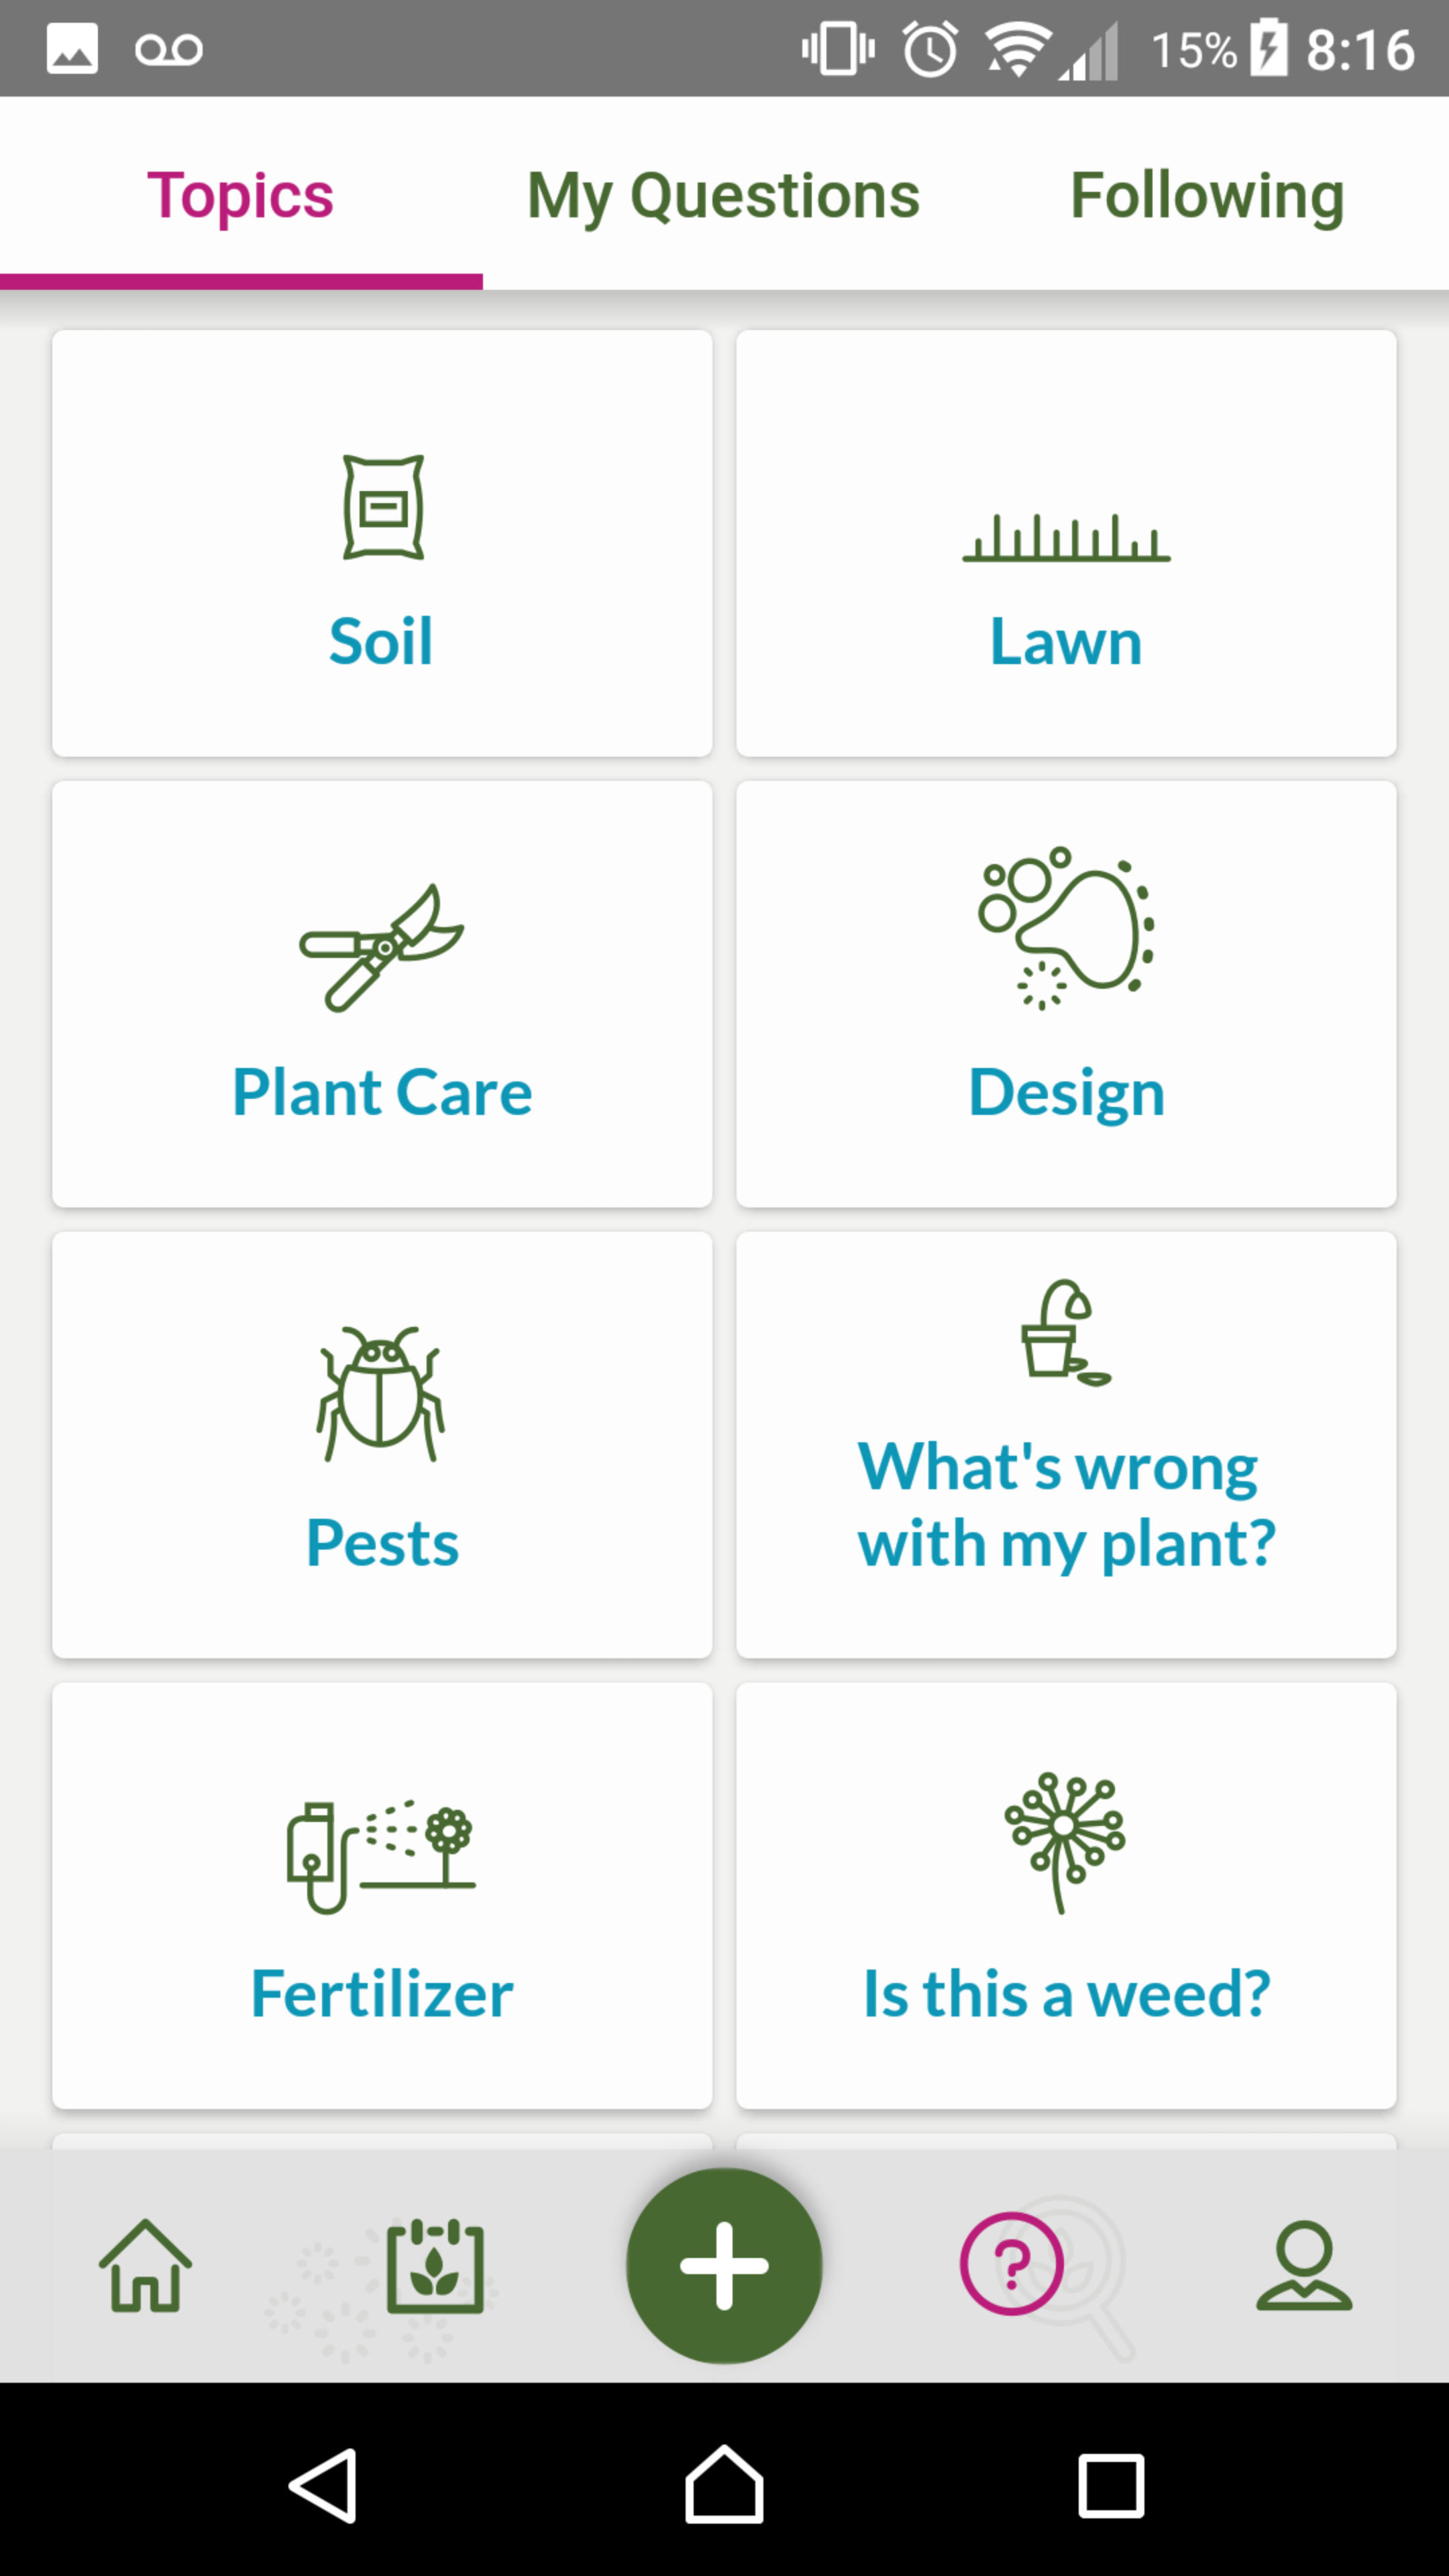 15% 8:16
Topics My Questions Following
Soil Lawn
Plant Care Design
Pests
What's wrong
with my plant?
Fertilizer Is this a weed?
?